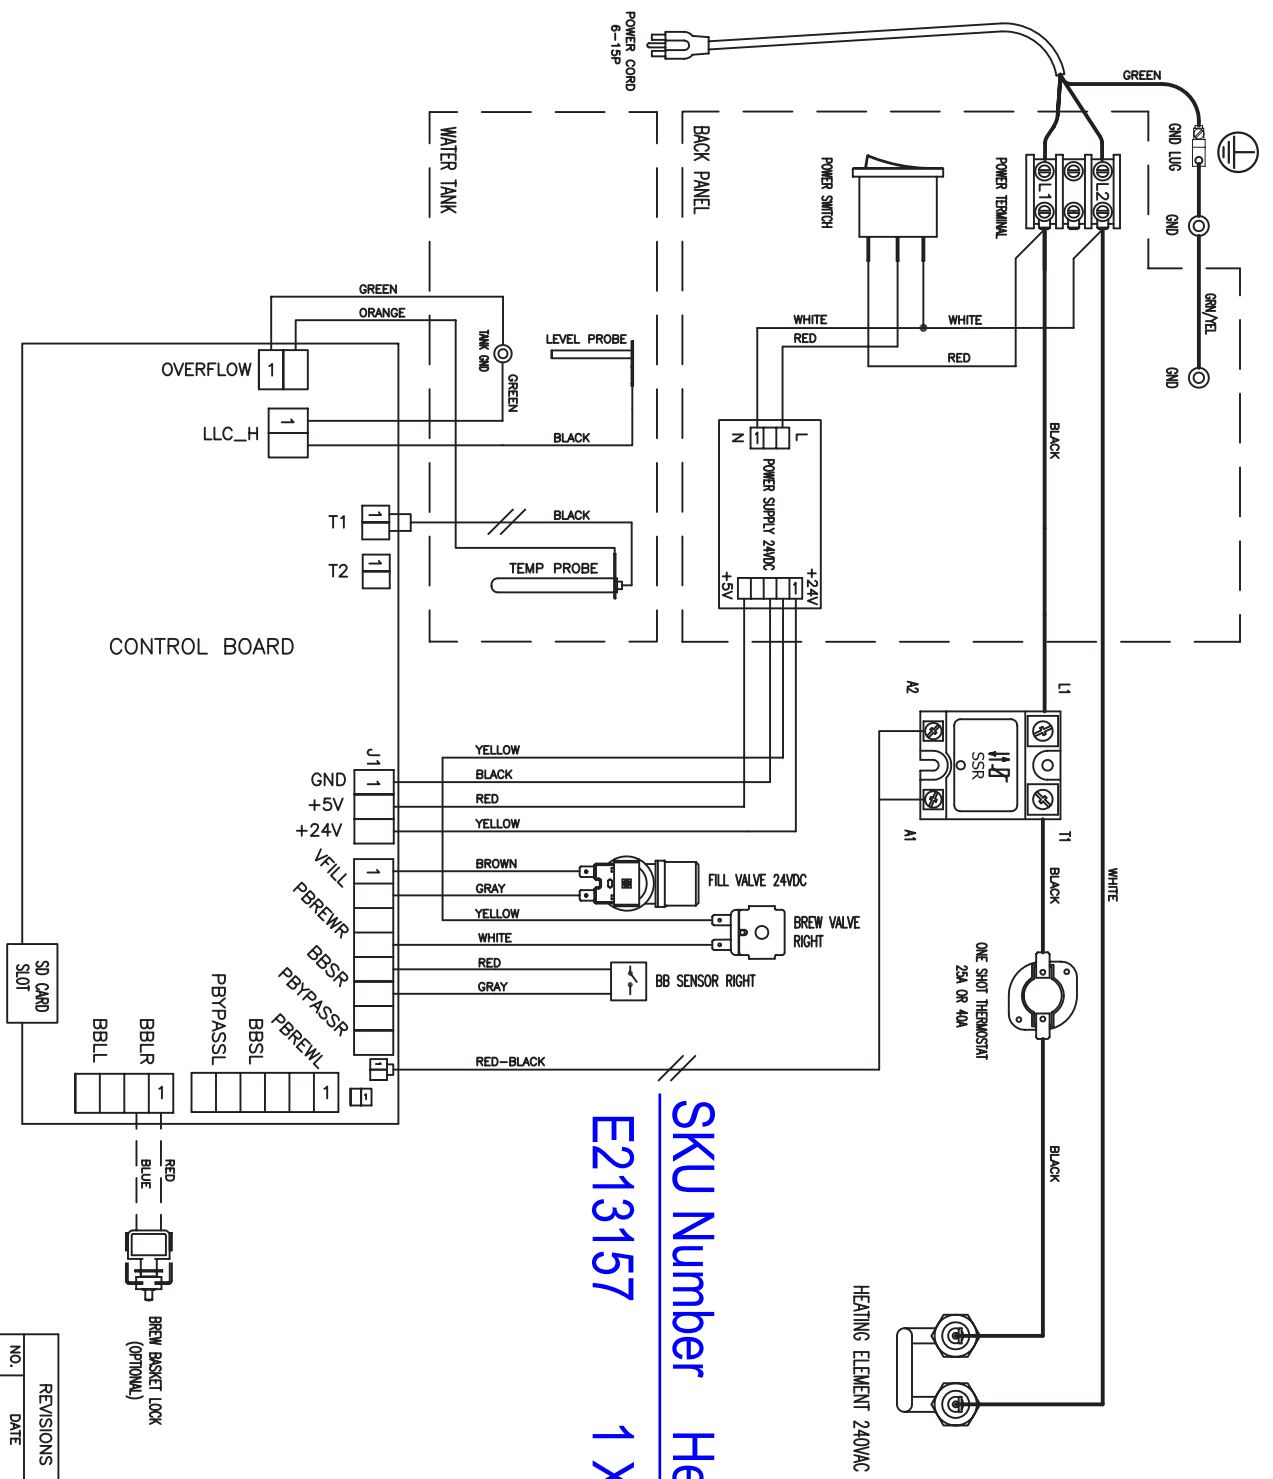 POWER CORD
6-15P
GREEN
GND LUG
GND
GRN/YEL
GND
WATER TANK
BACK PANEL
POWER SWITCH
POWER TERMINAL
L1
L2
GREEN
ORANGE
TANK GND
GREEN
LEVEL PROBE
WHITE
WHITE
RED
RED
BLACK
OVERFLOW
1
LLC_H
1
BLACK
N
1
L
POWER SUPPLY 24VDC
+5V
1
+24V
T1
1
BLACK
T2
1
TEMP PROBE
CONTROL BOARD
A2
L1
SSR
A1
T1
J1
GND
1
+5V
+24V
YELLOW
BLACK
RED
YELLOW
VFILL
1
PBREWR
BBSR
PBYPASSR
BROWN
GRAY
YELLOW
WHITE
RED
GRAY
FILL VALVE 24VDC
BREW VALVE
RIGHT
BB SENSOR RIGHT
BLACK
WHITE
ONE SHOT THERMOSTAT
25A OR 40A
RED-BLACK
1
1
SD CARD
SLOT
BBLL
BBLR
1
PBYPASSL
BBSL
PBREWL
1
RED
BLUE
BREW BASKET LOCK
(OPTIONAL)
BLACK
HEATING ELEMENT 240VAC
SKU Number He
E213157 1 X
REVISIONS
NO. DATE